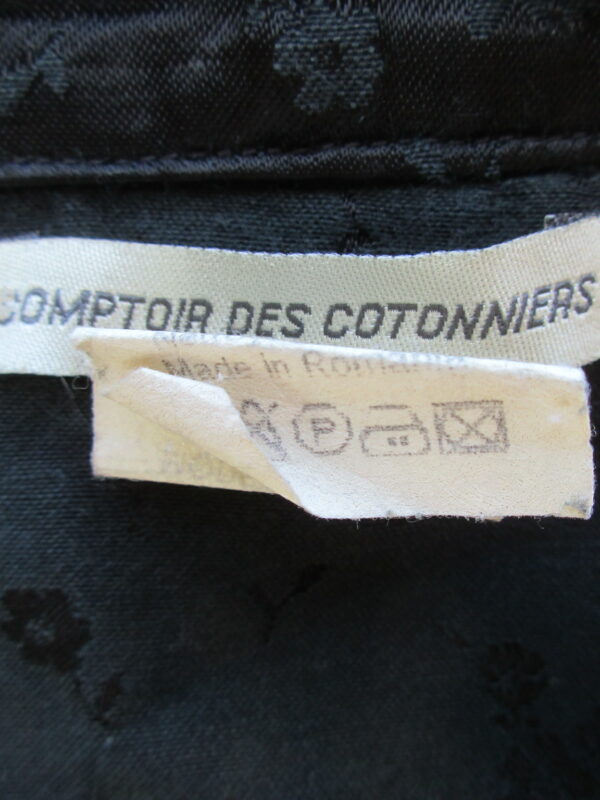 COMPTOIR DES COTONNIERS
Made in Romania
P